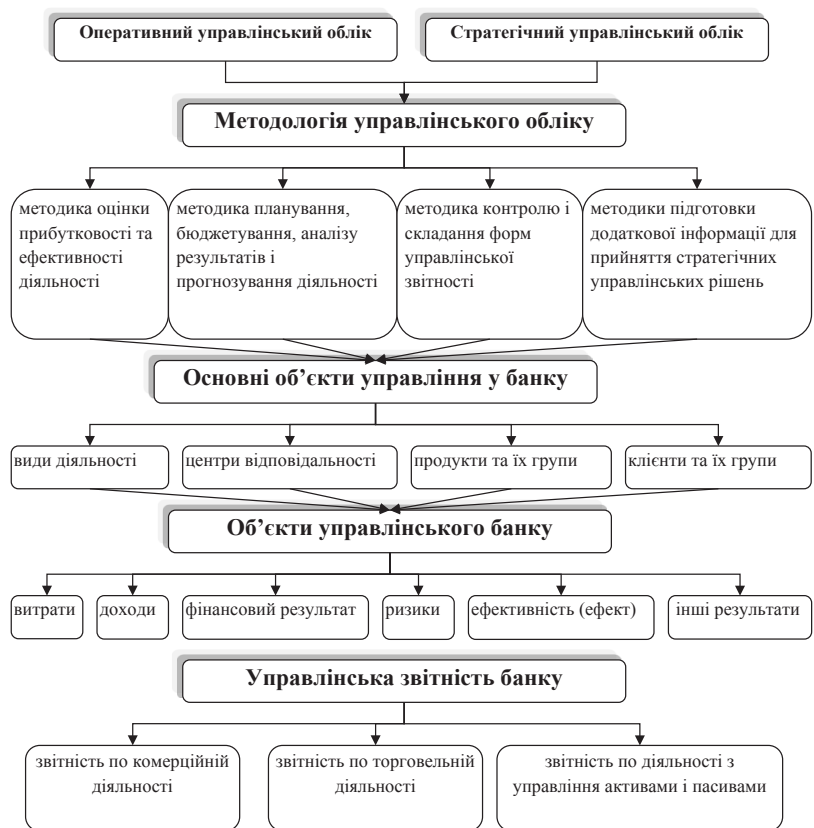 Оперативний управлінський облік
Стратегічний управлінський облік
Методологія управлінського обліку
методика оцінки
прибутковості та
ефективності
діяльності
методика планування,
бюджетування, аналізу
результатів і
прогнозування діяльності
методика контролю і
складання форм
управлінської
звітності
методики підготовки
додаткової інформації для
прийняття стратегічних
управлінських рішень
Основні об’єкти управління у банку
види діяльності
центри відповідальності
продукти та їх групи
клієнти та їх групи
Об’єкти управлінського банку
витрати
доходи
фінансовий результат
ризики
ефективність (ефект)
інші результати
Управлінська звітність банку
звітність по комерційній
діяльності
звітність по торговельній
діяльності
звітність по діяльності з
управління активами і пасивами